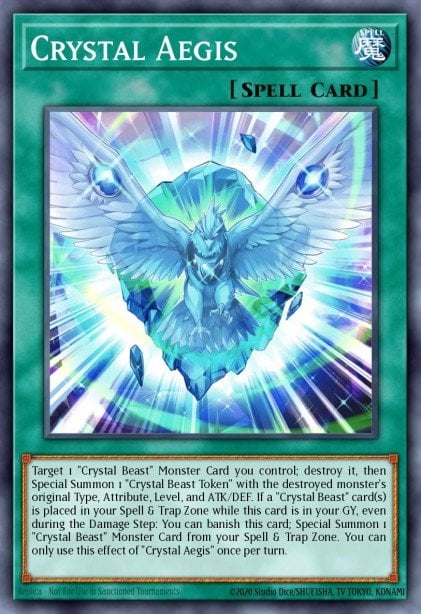 Crystal Aegis
SPELL
魔
[Spell Card]
Target 1 "Crystal Beast" Monster Card you control; destroy it, then
Special Summon 1 "Crystal Beast Token" with the destroyed monster's
original Type, Attribute, Level, and ATK/DEF. If a "Crystal Beast" card(s)
is placed in your Spell & Trap Zone while this card is in your GY, even
during the Damage Step: You can banish this card; Special Summon 1
"Crystal Beast" Monster Card from your Spell & Trap Zone. You can
only use this effect of "Crystal Aegis" once per turn.
Replica - Not For Use in Sanctioned Tournaments
©2020 Studio Dice/SHUEISHA, TV TOKYO, KONAMI